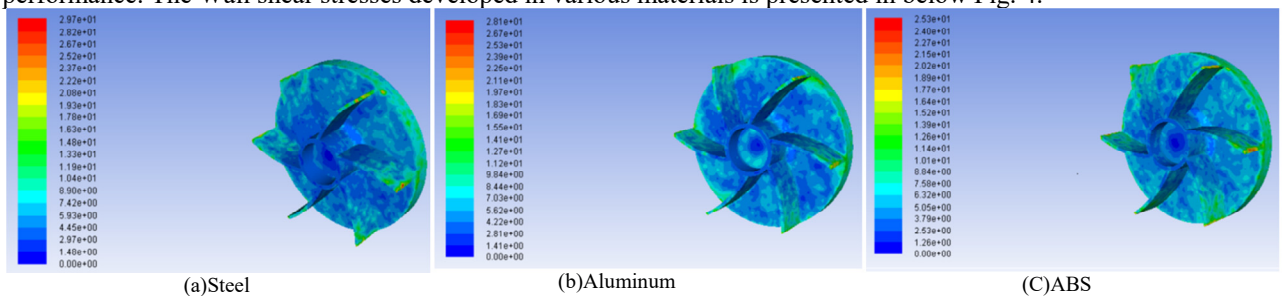 performance. The Wall shear stresses developed in various materials is presented in below Fig. 4.
2.97e+01
2.82e+01
2.67e+01
2.52e+01
2.37e+01
2.22e+01
2.08e+01
1.93e+01
1.78e+01
1.63e+01
1.48e+01
1.33e+01
1.19e+01
1.04e+01
8.90e+00
7.42e+00
5.93e+00
4.45e+00
2.97e+00
1.48e+00
0.00e+00
2.81e+01
2.67e+01
2.53e+01
2.39e+01
2.25e+01
2.11e+01
1.97e+01
1.83e+01
1.69e+01
1.55e+01
1.41e+01
1.27e+01
1.12e+01
9.84e+00
8.44e+00
7.03e+00
5.62e+00
4.22e+00
2.81e+00
1.41e+00
0.00e+00
2.53e+01
2.40e+01
2.27e+01
2.15e+01
2.02e+01
1.89e+01
1.77e+01
1.64e+01
1.52e+01
1.39e+01
1.26e+01
1.14e+01
1.01e+01
8.84e+00
7.58e+00
6.32e+00
5.05e+00
3.79e+00
2.53e+00
1.26e+00
0.00e+00
(a)Steel
(b)Aluminum
(C)ABS